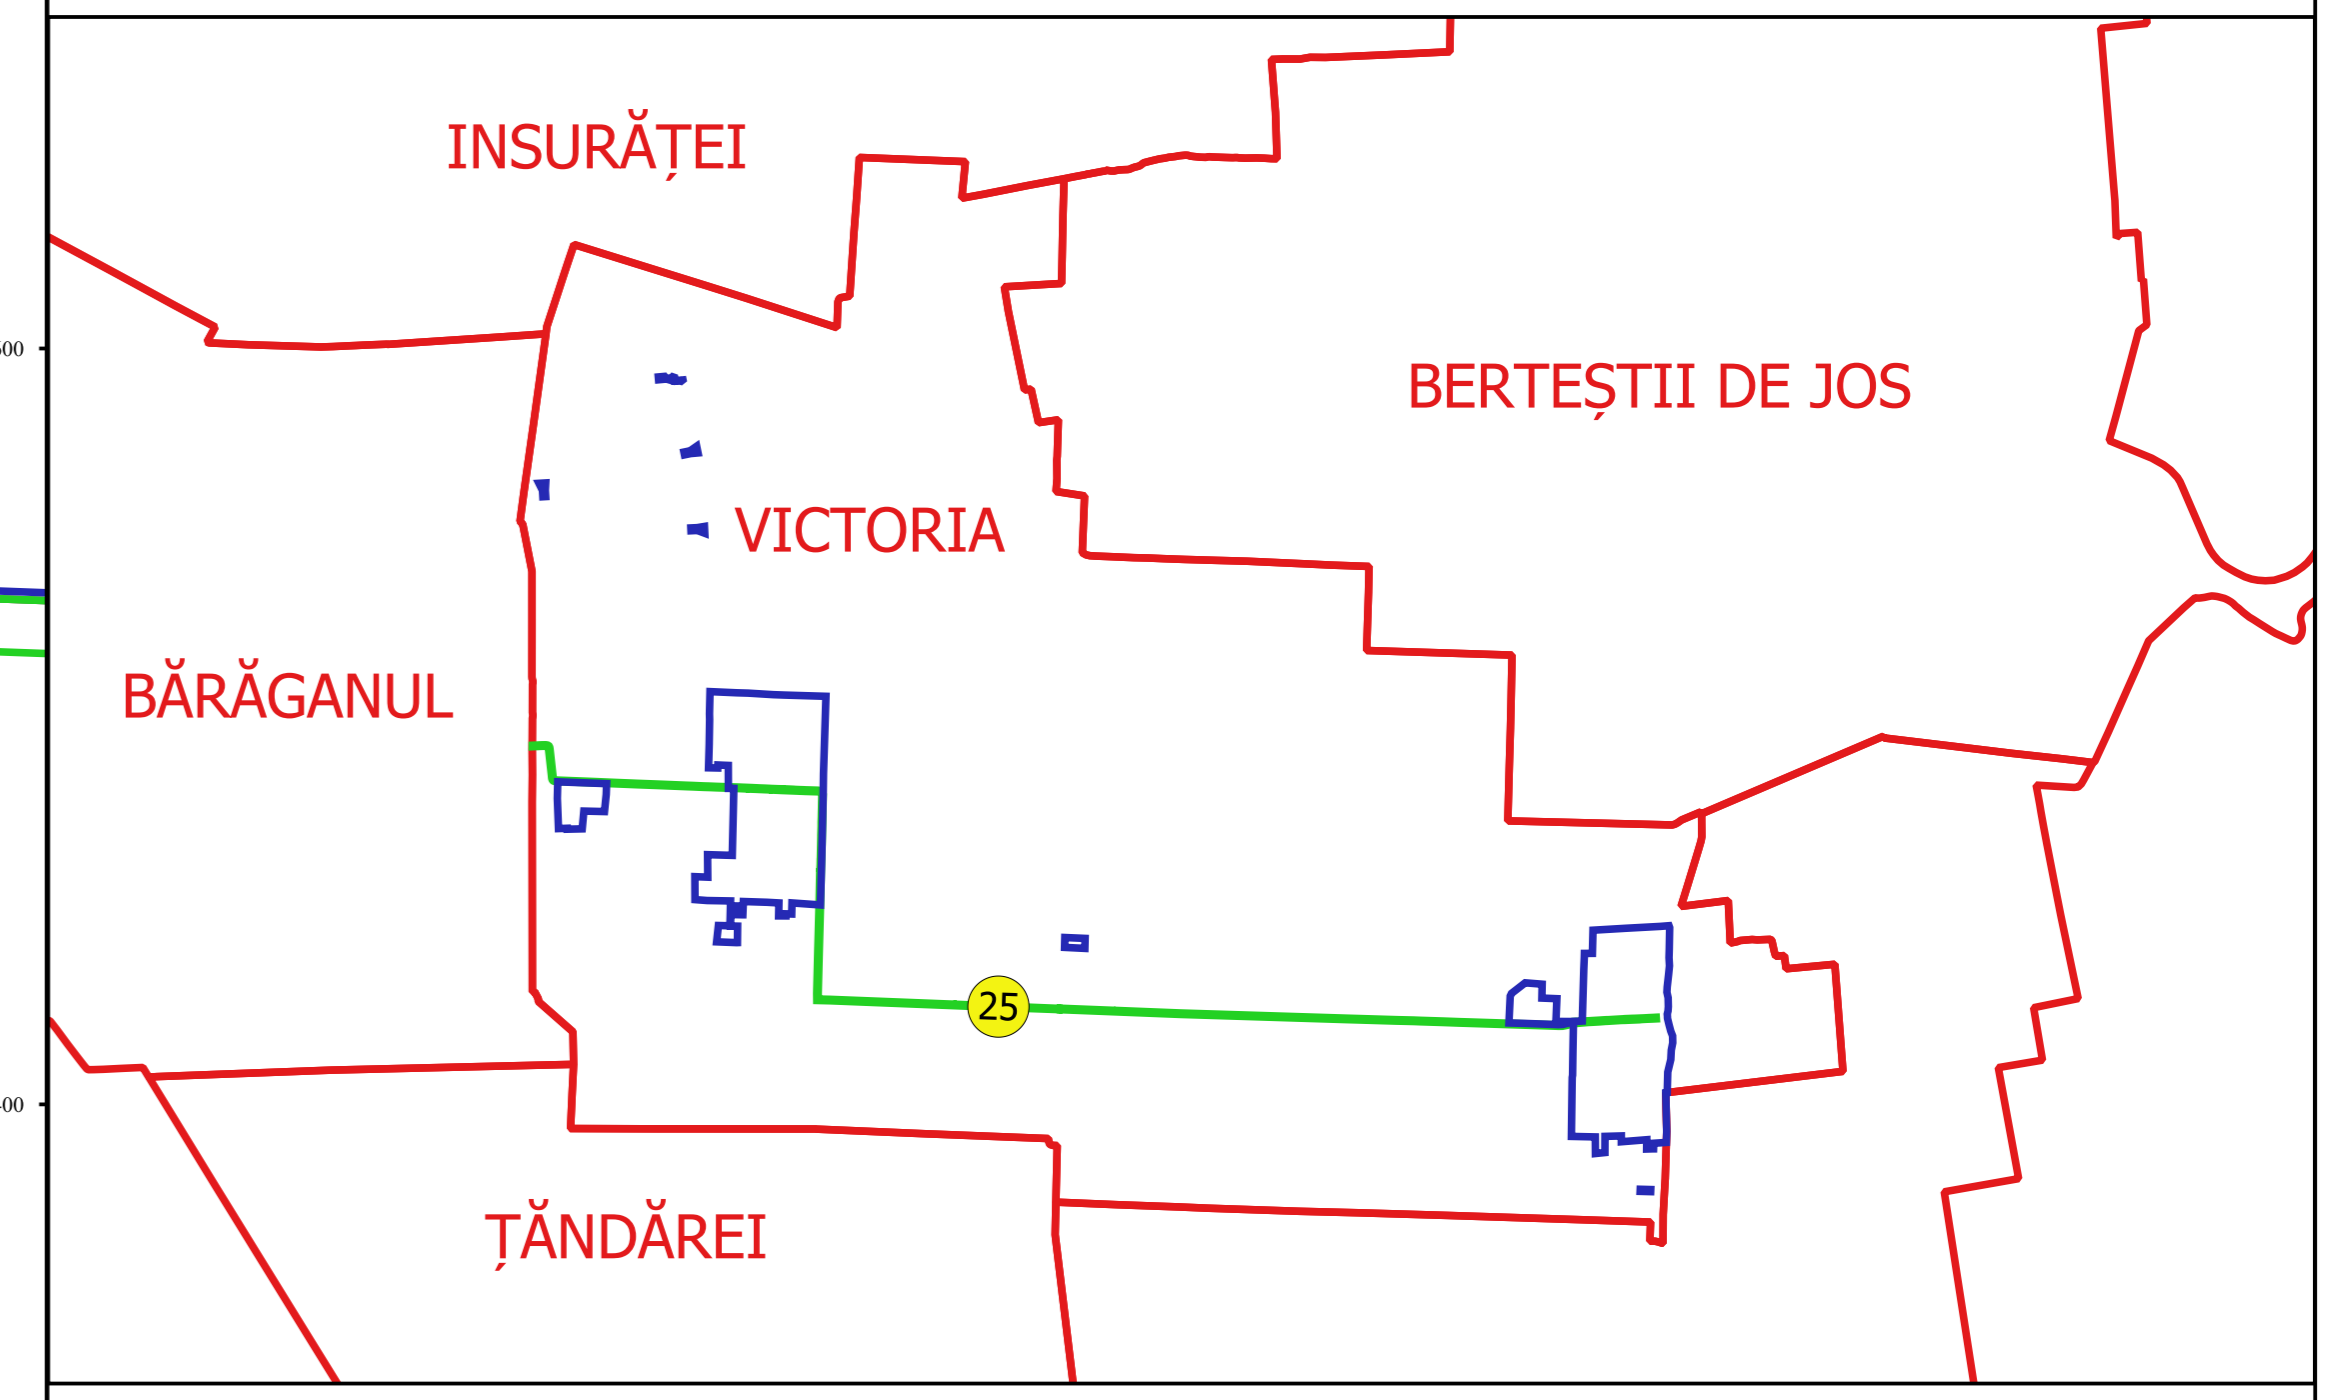 INSURĂȚEI
BERTEȘTII DE JOS
VICTORIA
BĂRĂGANUL
25
ȚĂNDĂREI